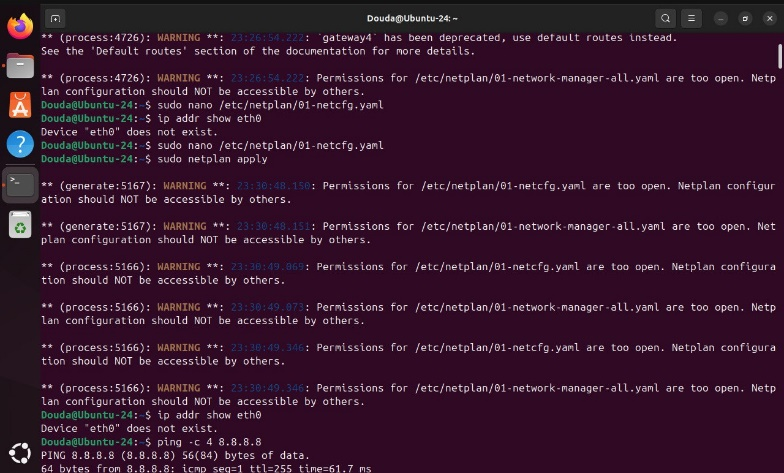 Douda@Ubuntu-24: ~
** (process:4726): WARNING **: 23:26:54.222: `gateway4` has been deprecated, use default routes instead.
See the 'Default routes' section of the documentation for more details.
** (process:4726): WARNING **: 23:26:54.222: Permissions for /etc/netplan/01-network-manager-all.yaml are too open. Netp
lan configuration should NOT be accessible by others.
Douda@Ubuntu-24:~$ sudo nano /etc/netplan/01-netcfg.yaml
Douda@Ubuntu-24:~$ ip addr show eth0
Device "eth0" does not exist.
Douda@Ubuntu-24:~$ sudo nano /etc/netplan/01-netcfg.yaml
Douda@Ubuntu-24:~$ sudo netplan apply
** (generate:5167): WARNING **: 23:30:48.150: Permissions for /etc/netplan/01-netcfg.yaml are too open. Netplan configur
ation should NOT be accessible by others.
** (generate:5167): WARNING **: 23:30:48.151: Permissions for /etc/netplan/01-network-manager-all.yaml are too open. Net
plan configuration should NOT be accessible by others.
** (process:5166): WARNING **: 23:30:49.069: Permissions for /etc/netplan/01-netcfg.yaml are too open. Netplan configura
tion should NOT be accessible by others.
** (process:5166): WARNING **: 23:30:49.073: Permissions for /etc/netplan/01-network-manager-all.yaml are too open. Netp
lan configuration should NOT be accessible by others.
** (process:5166): WARNING **: 23:30:49.346: Permissions for /etc/netplan/01-netcfg.yaml are too open. Netplan configura
tion should NOT be accessible by others.
** (process:5166): WARNING **: 23:30:49.346: Permissions for /etc/netplan/01-network-manager-all.yaml are too open. Netp
lan configuration should NOT be accessible by others.
Douda@Ubuntu-24:~$ ip addr show eth0
Device "eth0" does not exist.
Douda@Ubuntu-24:~$ ping -c 4 8.8.8.8
PING 8.8.8.8 (8.8.8.8) 56(84) bytes of data.
64 bytes from 8.8.8.8: icmp_seq=1 ttl=255 time=61.7 ms